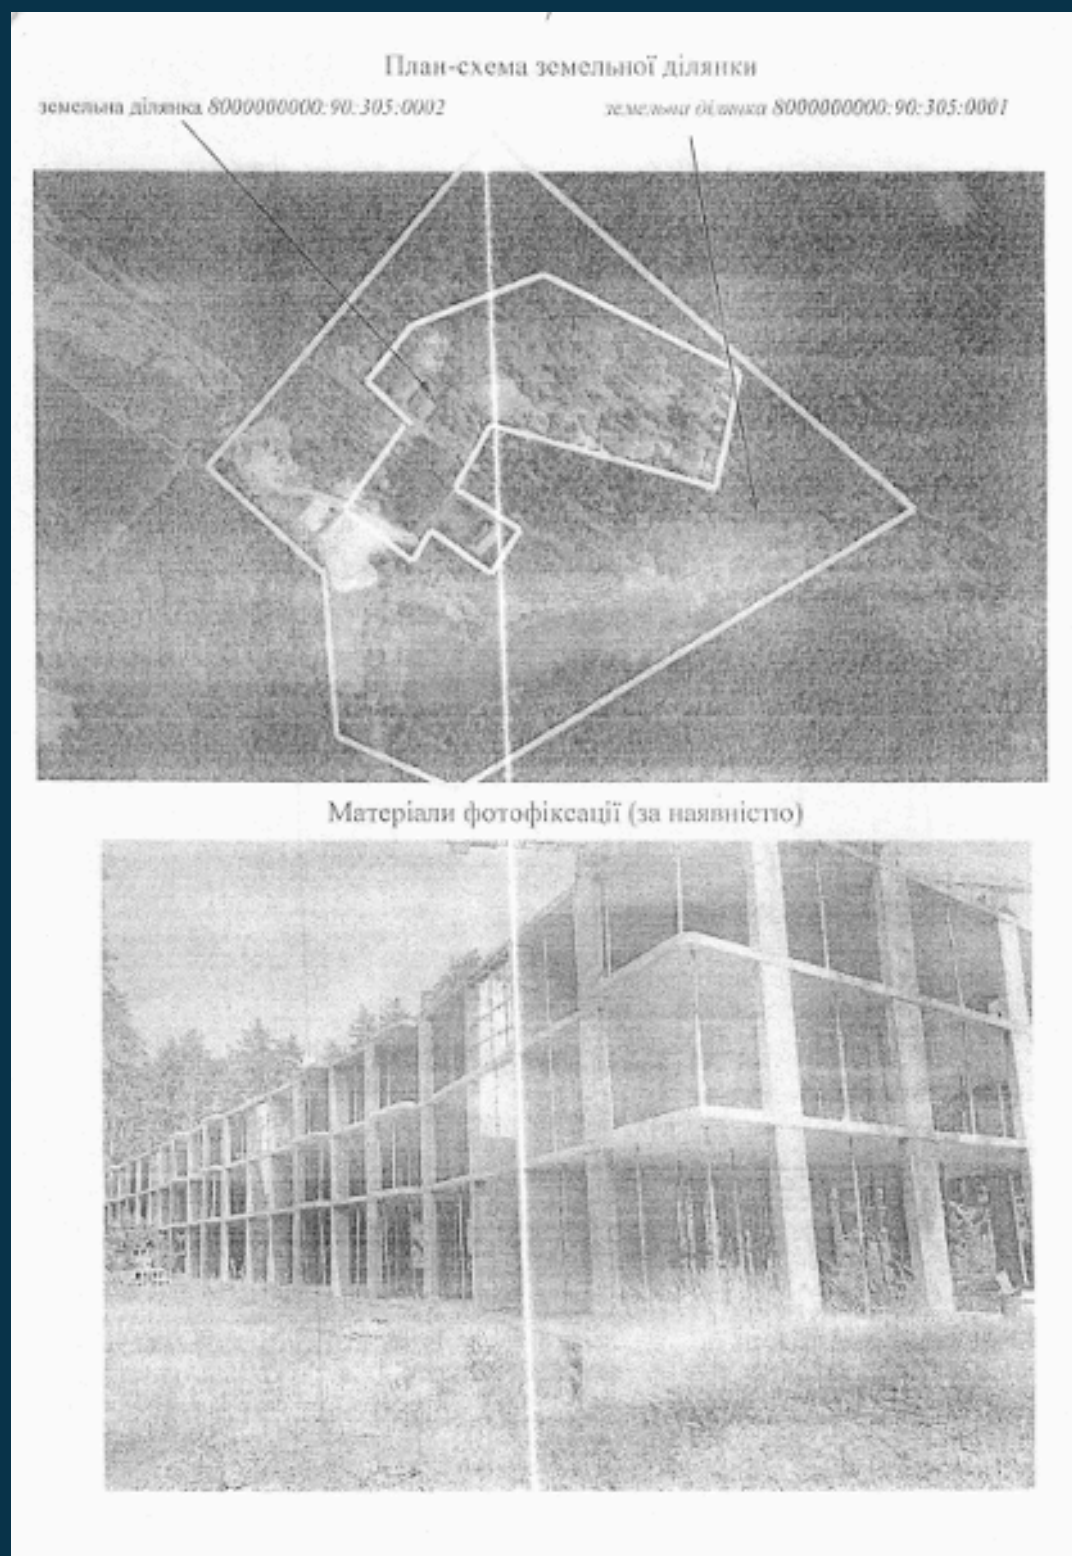 План-схема земельної ділянки
земельна ділянка 8000000000:90:305:0002
земельна ділянка 8000000000:90:305:0001
Матеріали фотофіксації (за наявністю)